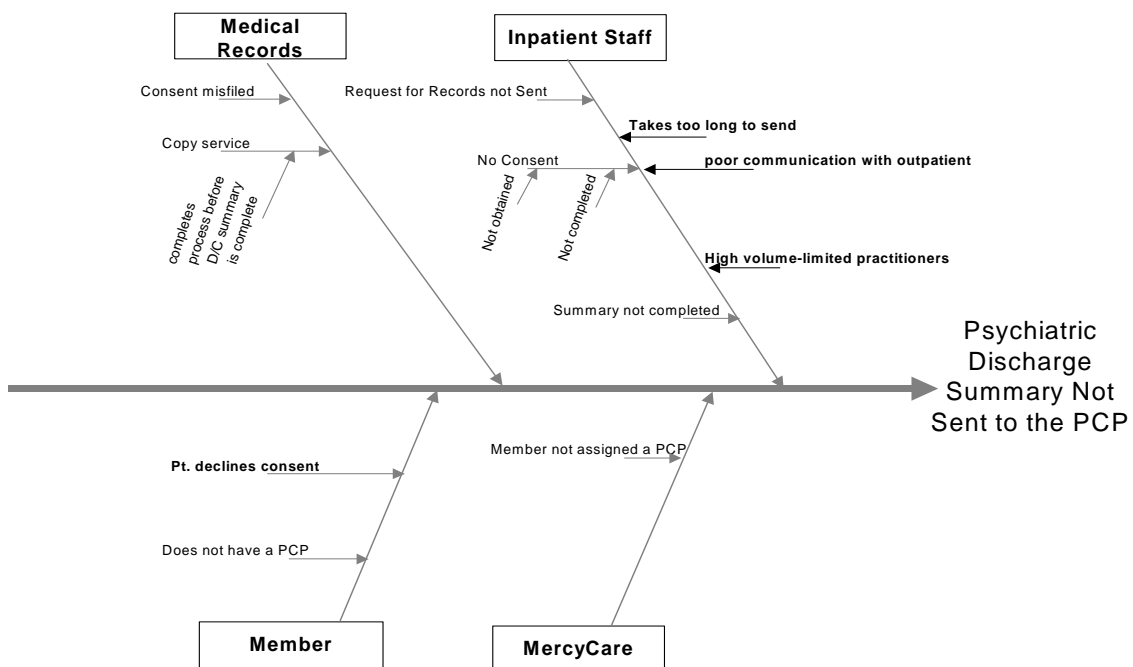 Medical
Records
Inpatient Staff
Consent misfiled
Request for Records not Sent
Takes too long to send
Copy service
No Consent
poor communication with outpatient
completes
process before
D/C summary
is complete
Not obtained
Not completed
High volume-limited practitioners
Summary not completed
Psychiatric
Discharge
Summary Not
Sent to the PCP
Pt. declines consent
Member not assigned a PCP
Does not have a PCP
Member
MercyCare